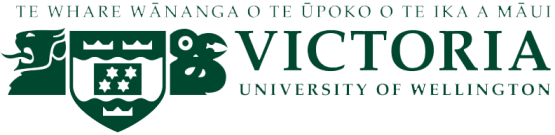 TE WHARE WĀNANGA O TE ŪPOKO O TE IKA A MĀUI
VICTORIA
UNIVERSITY OF WELLINGTON